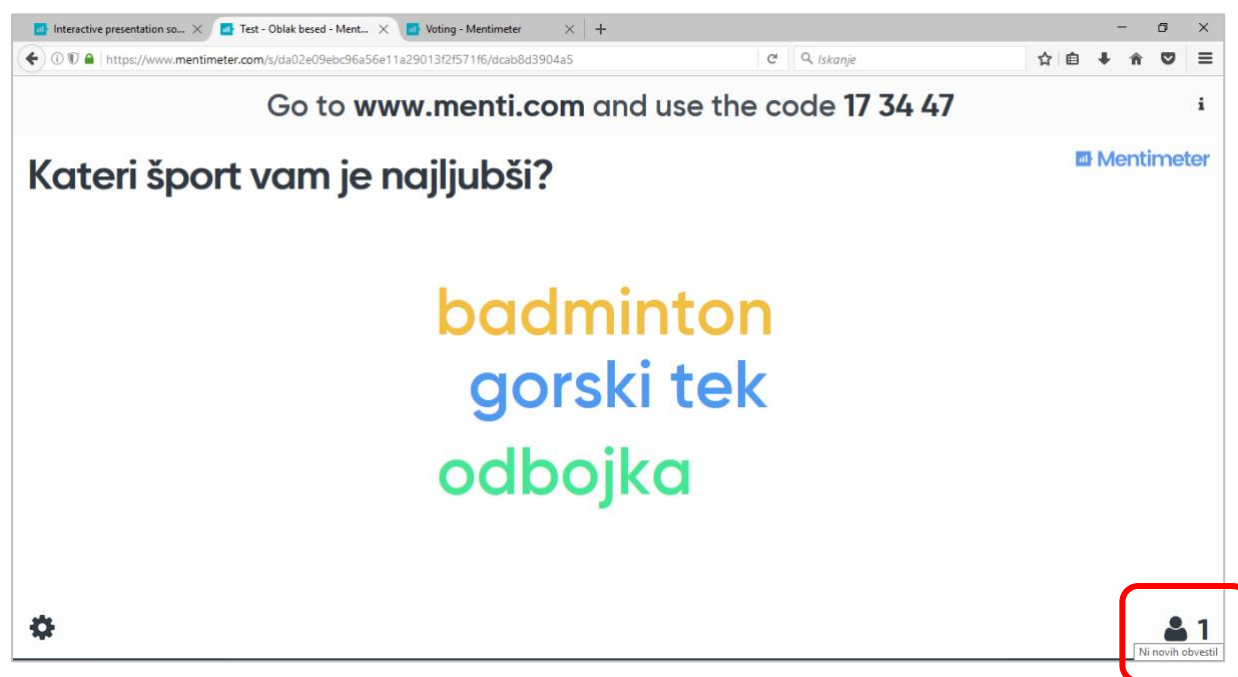 Interactive presentation so...
Test - Oblak besed - Ment...
Voting - Mentimeter
https://www.mentimeter.com/s/da02e09ebc96a56e11a29013f2f571f6/dcab8d3904a5
Iskanje
Go to www.menti.com and use the code 17 34 47
i
Mentimeter
Kateri šport vam je najljubši?
badminton
gorski tek
odbojka
1
Ni novih obvestil